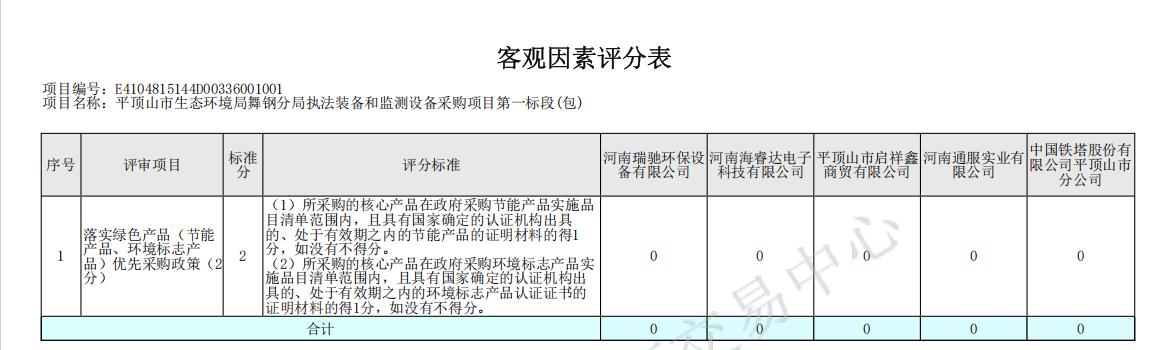 客观因素评分表
项目编号：E4104815144D00336001001
项目名称：平顶山市生态环境局舞钢分局执法装备和监测设备采购项目第一标段(包)
序号 评审项目 标准分 评分标准 河南瑞驰环保设备有限公司 河南海睿达电子科技有限公司 平顶山市启祥鑫商贸有限公司 河南通服实业有限公司 中国铁塔股份有限公司平顶山市分公司
1
落实绿色产品（节能
产品、环境标志产
品）优先采购政策（2
分）
2
（1）所采购的核心产品在政府采购节能产品实施品
目清单范围内，且具有国家确定的认证机构出具
的、处于有效期之内的节能产品的证明材料的得1
分，如没有不得分。
（2）所采购的核心产品在政府采购环境标志产品实
施品目清单范围内，且具有国家确定的认证机构出
具的、处于有效期之内的环境标志产品认证证书的
证明材料的得1分，如没有不得分。
0 0 0 0 0
合计 0 0 0 0 0
交易中心